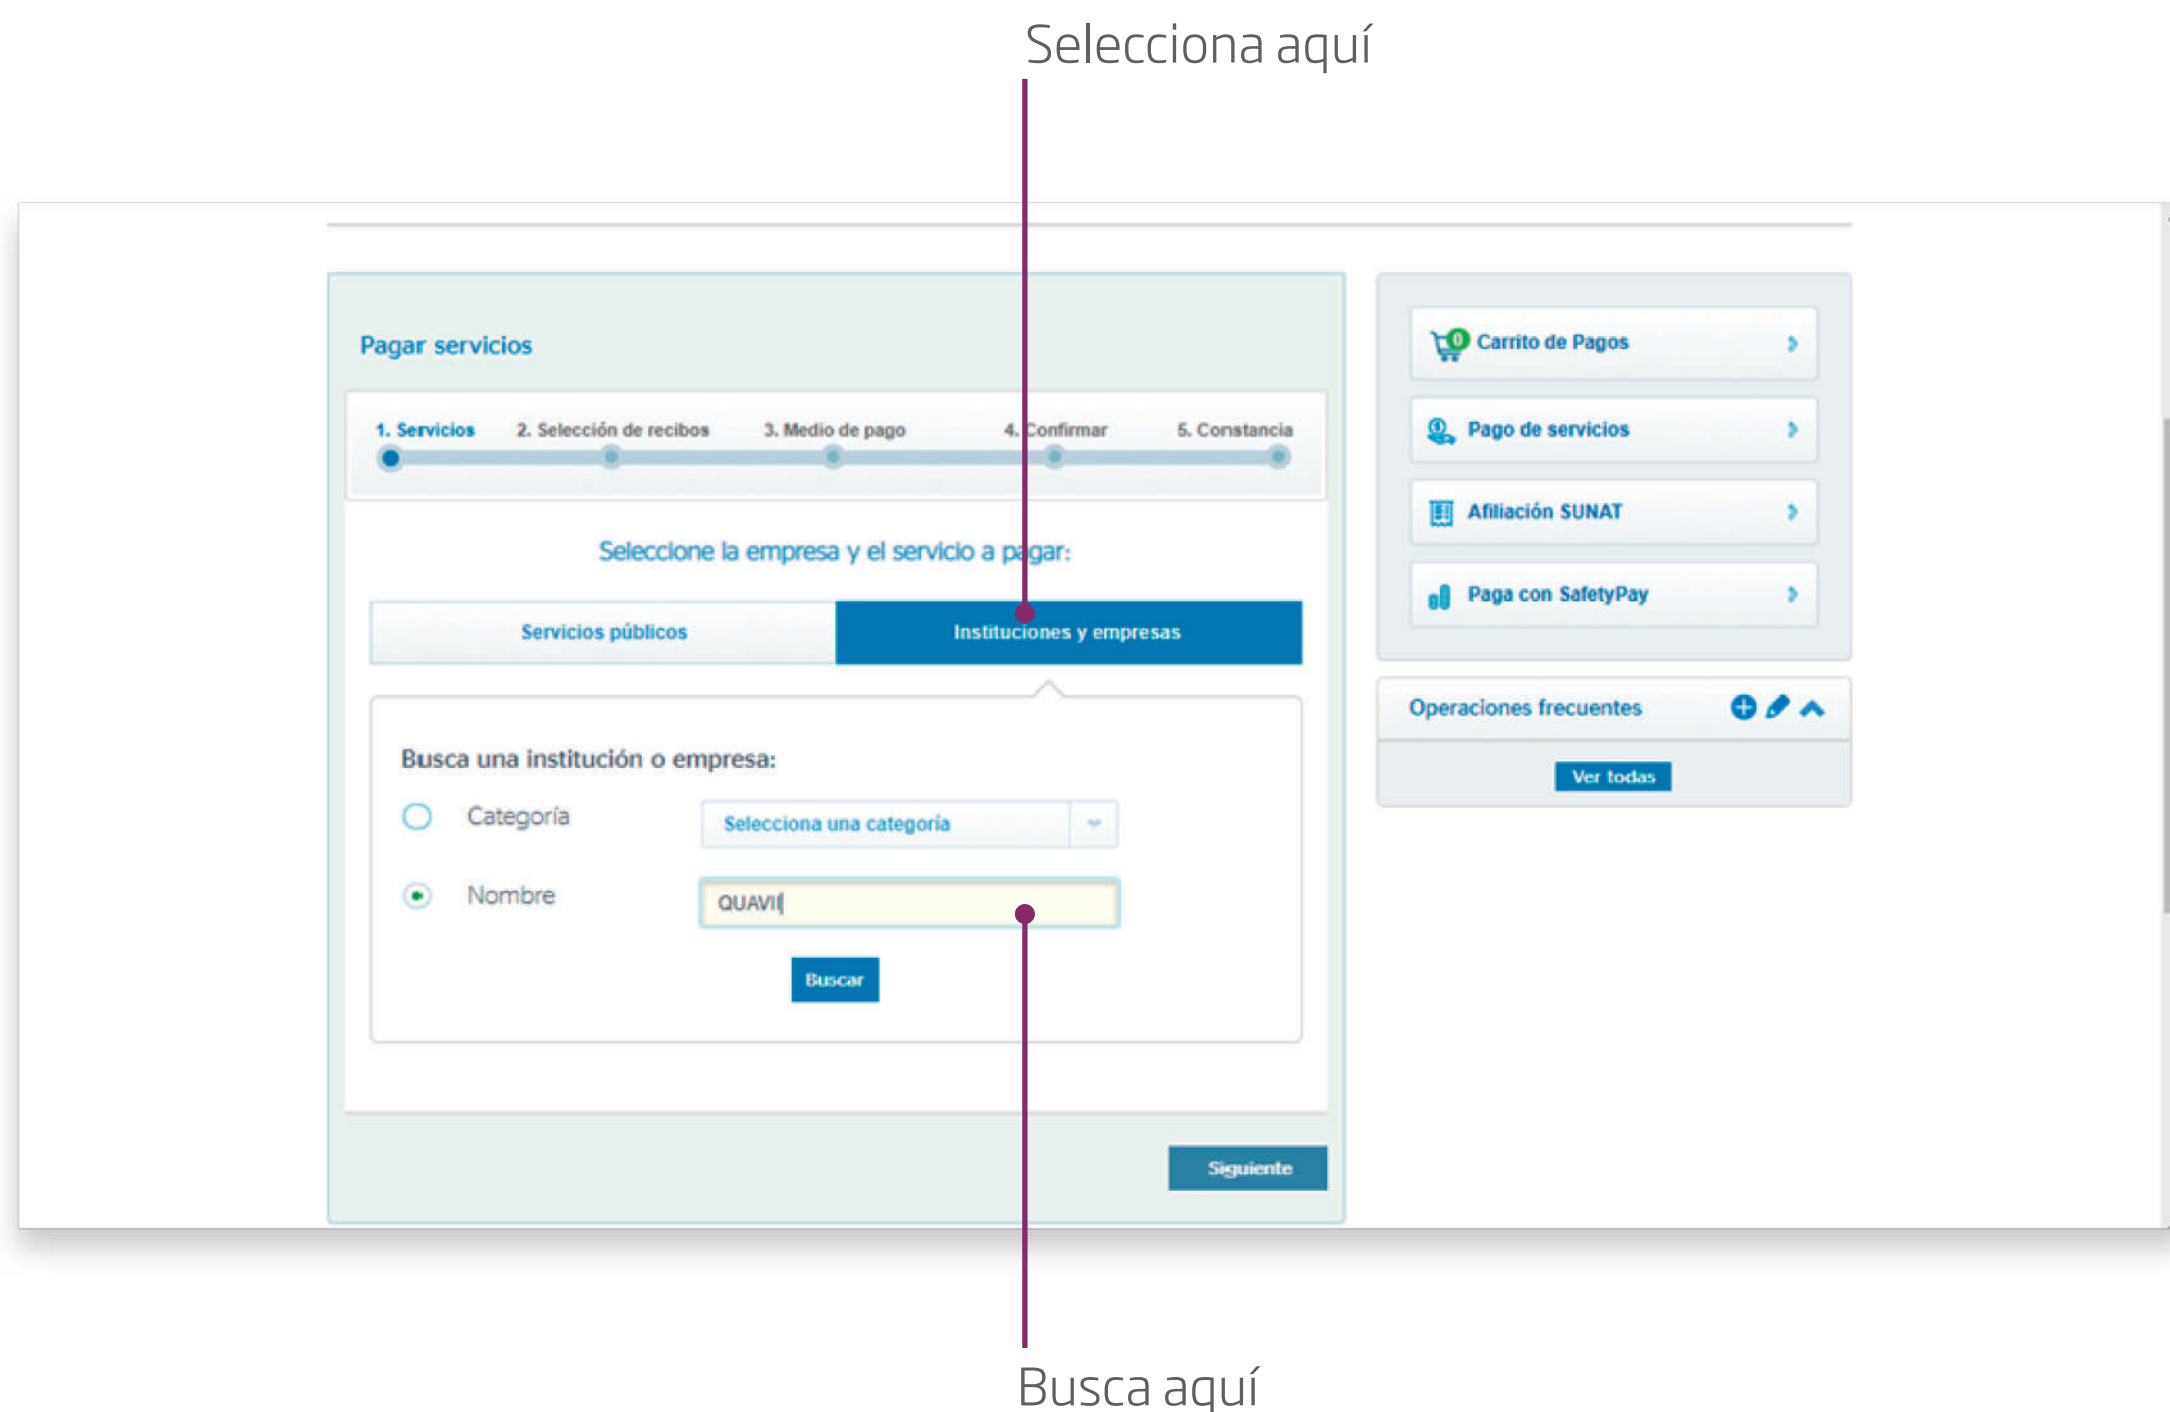 Selecciona aquí
Pagar servicios
1. Servicios 2. Selección de recibos 3. Medio de pago 4. Confirmar 5. Constancia
Seleccione la empresa y el servicio a pagar:
Servicios públicos Instituciones y empresas
Busca una institución o empresa:
Categoría Selecciona una categoría
Nombre QUAVII
Buscar
Siguiente
0 Carrito de Pagos
Pago de servicios
Afiliación SUNAT
Paga con SafetyPay
Operaciones frecuentes
Ver todas
Busca aquí